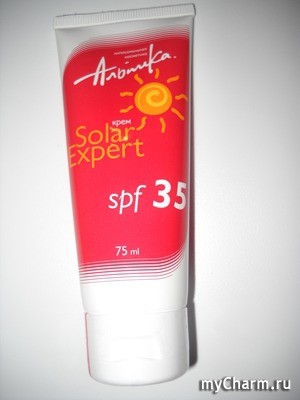 Альпика.
крем
Solar
Expert
spf 35
75 ml
myCharm.ru